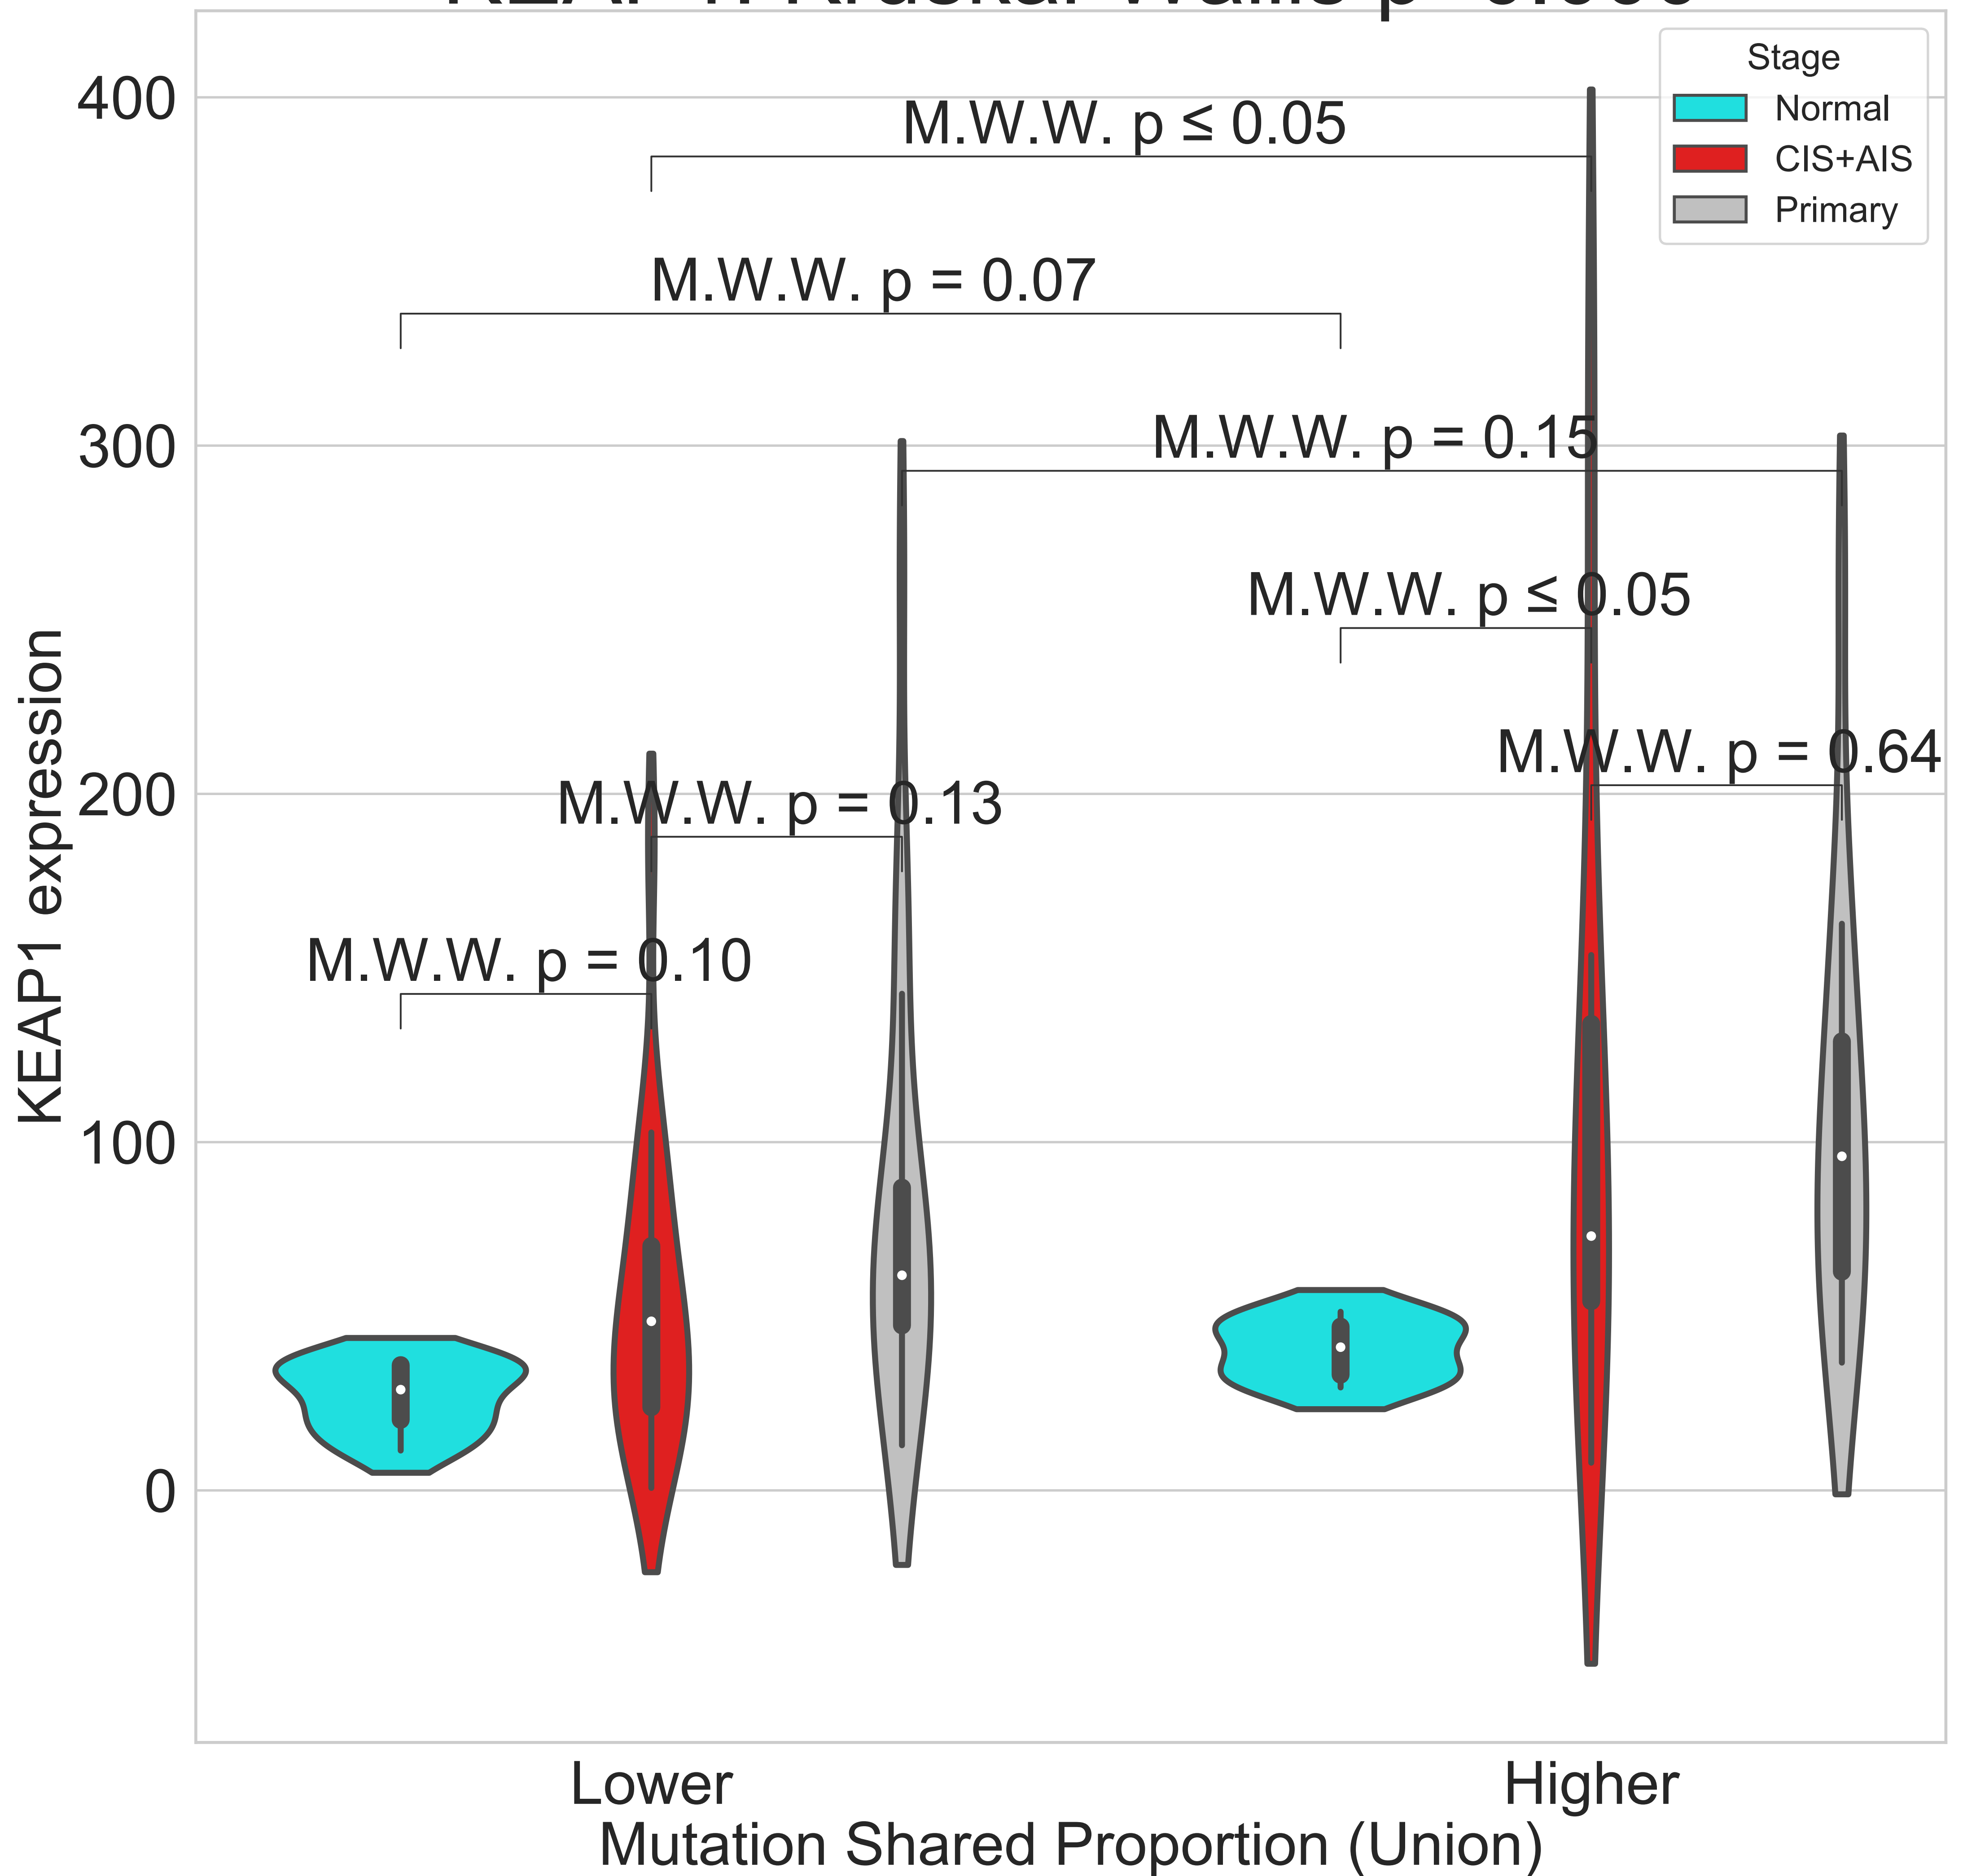 Stage
Normal
CIS+AIS
Primary
400
300
200
100
0
KEAP1 expression
M.W.W. p ≤ 0.05
M.W.W. p = 0.07
M.W.W. p = 0.15
M.W.W. p ≤ 0.05
M.W.W. p = 0.64
M.W.W. p = 0.13
M.W.W. p = 0.10
Lower
Higher
Mutation Shared Proportion (Union)